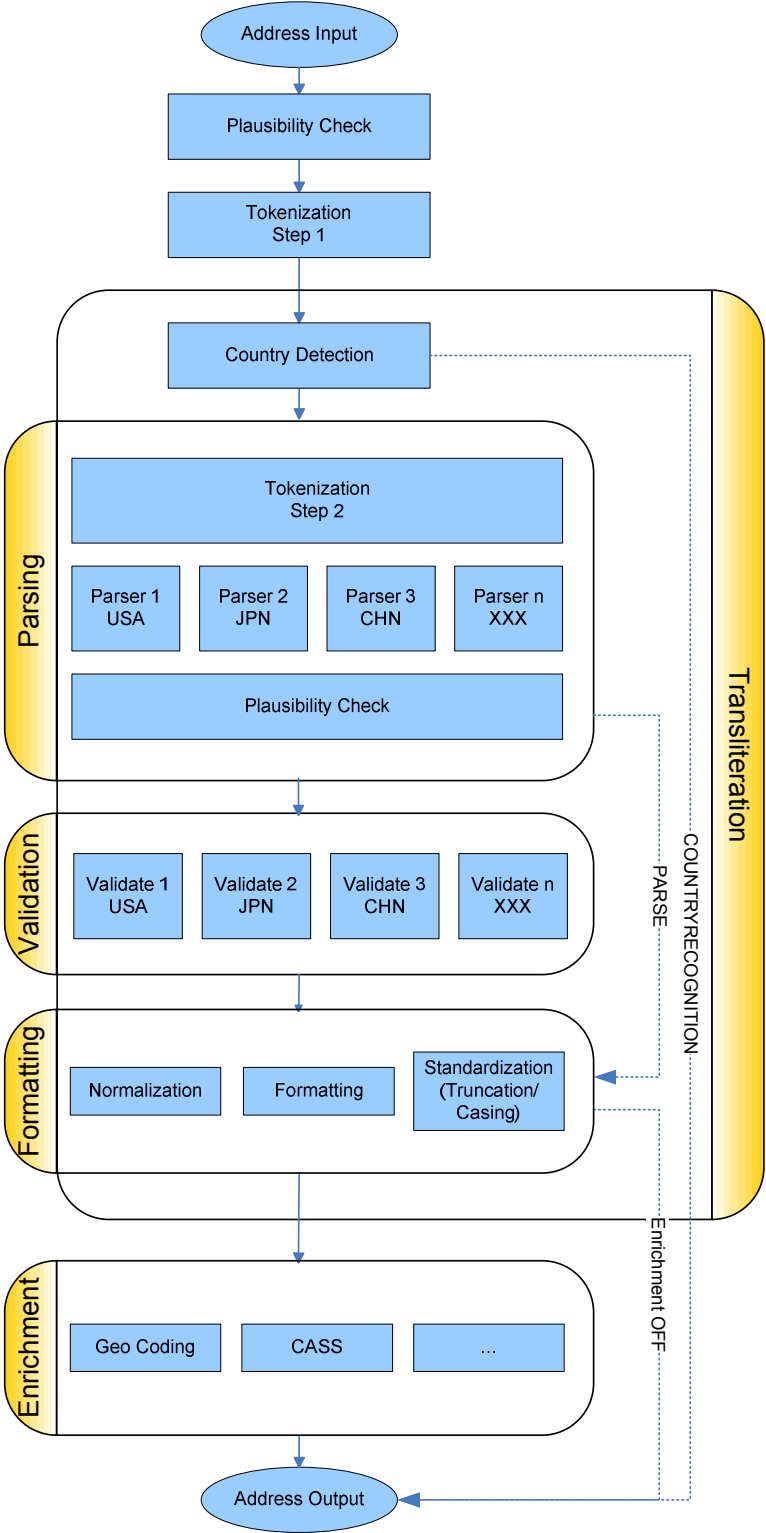 Address Input
Plausibility Check
Tokenization
Step 1
Country Detection
Transliteration
Parsing
Tokenization
Step 2
Parser 1
USA
Parser 2
JPN
Parser 3
CHN
Parser n
XXX
Plausibility Check
PARSE
COUNTRYRECOGNITION
Validation
Validate 1
USA
Validate 2
JPN
Validate 3
CHN
Validate n
XXX
Formatting
Normalization
Formatting
Standardization
(Truncation/
Casing)
Enrichment OFF
Enrichment
Geo Coding
CASS
...
Address Output